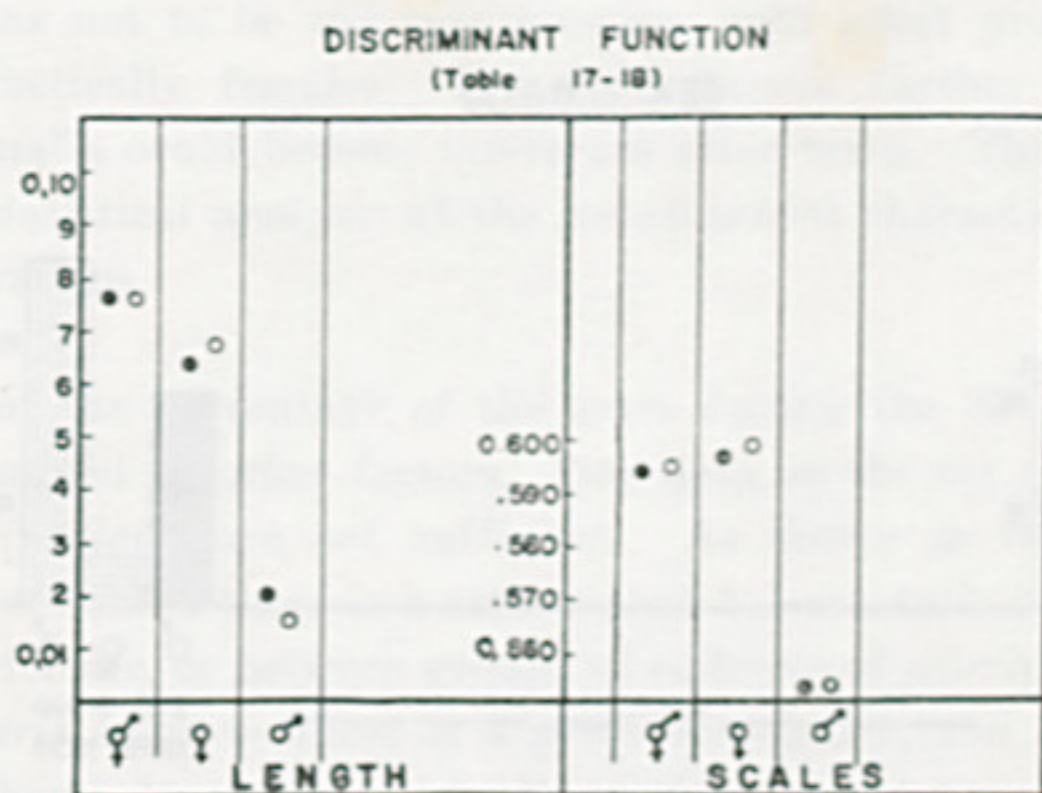 DISCRIMINANT FUNCTION
(Table 17-18)
0,10
9
8
7
6
5
4
3
2
0,01
0.600
.590
.580
.570
0,560
⚥ ♀ ♂
LENGTH
⚥ ♀ ♂
SCALES